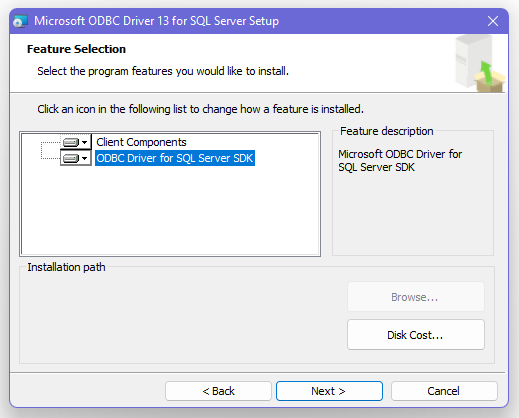 Microsoft ODBC Driver 13 for SQL Server Setup
Feature Selection
Select the program features you would like to install.
Click an icon in the following list to change how a feature is installed.
Client Components
ODBC Driver for SQL Server SDK
Feature description
Microsoft ODBC Driver for
SQL Server SDK
Installation path
Browse...
Disk Cost...
< Back
Next >
Cancel